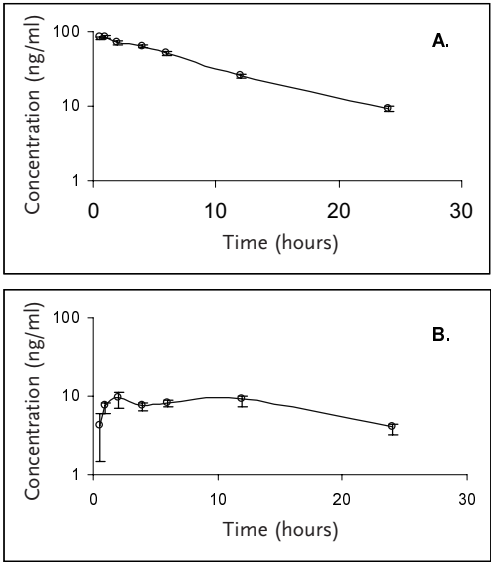 100
A.
10
1
0 10 20 30
Concentration (ng/ml)
Time (hours)
100
B.
10
1
0 10 20 30
Concentration (ng/ml)
Time (hours)